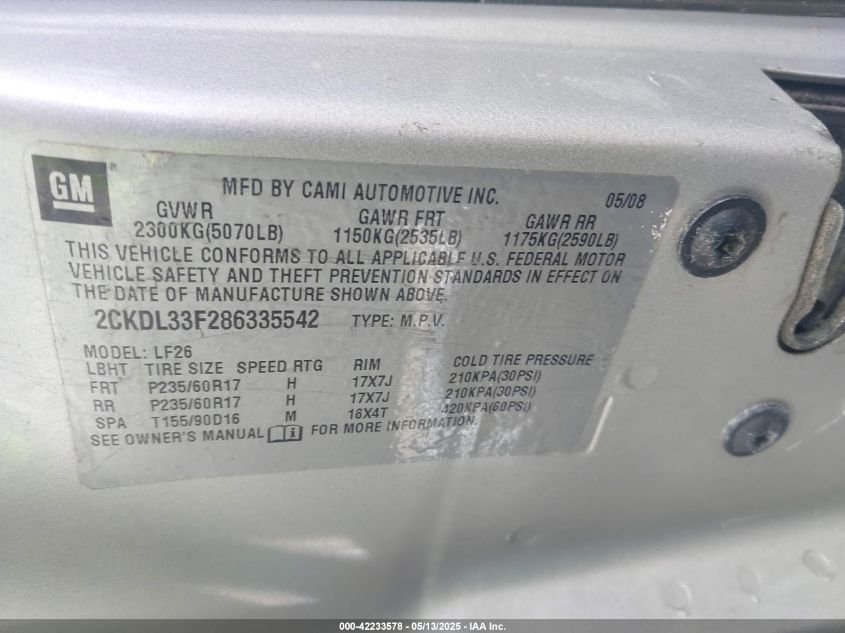 GM ®
MFD BY CAMI AUTOMOTIVE INC. 05/08
GVWR GAWR FRT GAWR RR
2300KG(5070LB) 1150KG(2535LB) 1175KG(2590LB)
THIS VEHICLE CONFORMS TO ALL APPLICABLE U.S. FEDERAL MOTOR
VEHICLE SAFETY AND THEFT PREVENTION STANDARDS IN EFFECT ON
THE DATE OF MANUFACTURE SHOWN ABOVE.
2CKDL33F286335542 TYPE: M.P.V.
MODEL: LF26
LBHT TIRE SIZE SPEED RTG RIM COLD TIRE PRESSURE
FRT P235/60R17 H 17X7J 210KPA(30PSI)
RR P235/60R17 H 17X7J 210KPA(30PSI)
SPA T155/90D16 M 16X4T 420KPA(60PSI)
SEE OWNER'S MANUAL i FOR MORE INFORMATION.
000-42233578 - 05/13/2025 - IAA Inc.